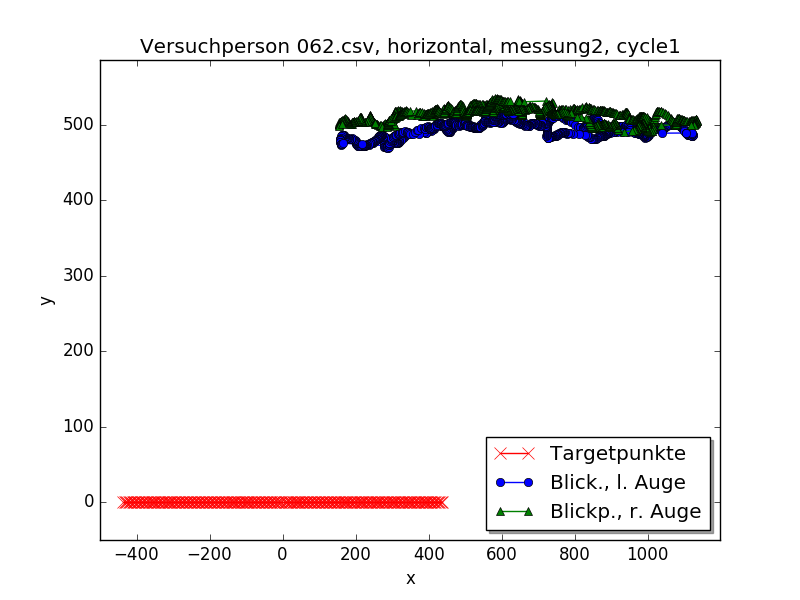 Versuchperson 062.csv, horizontal, messung2, cycle1
500
400
300
200
100
0
y
−400
−200
0
200
400
600
800
1000
x
Targetpunkte
Blick., l. Auge
Blickp., r. Auge